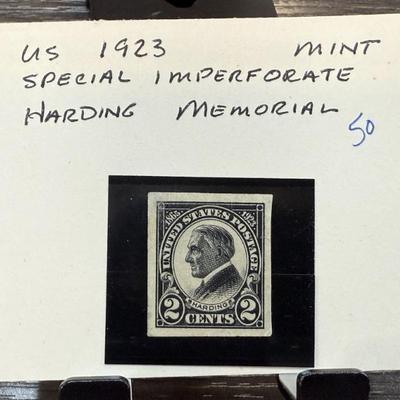 US 1923 MINT
SPECIAL IMPERFORATE
HARDING MEMORIAL
50
1865 1923
UNITED STATES POSTAGE
HARDING
2 2
CENTS